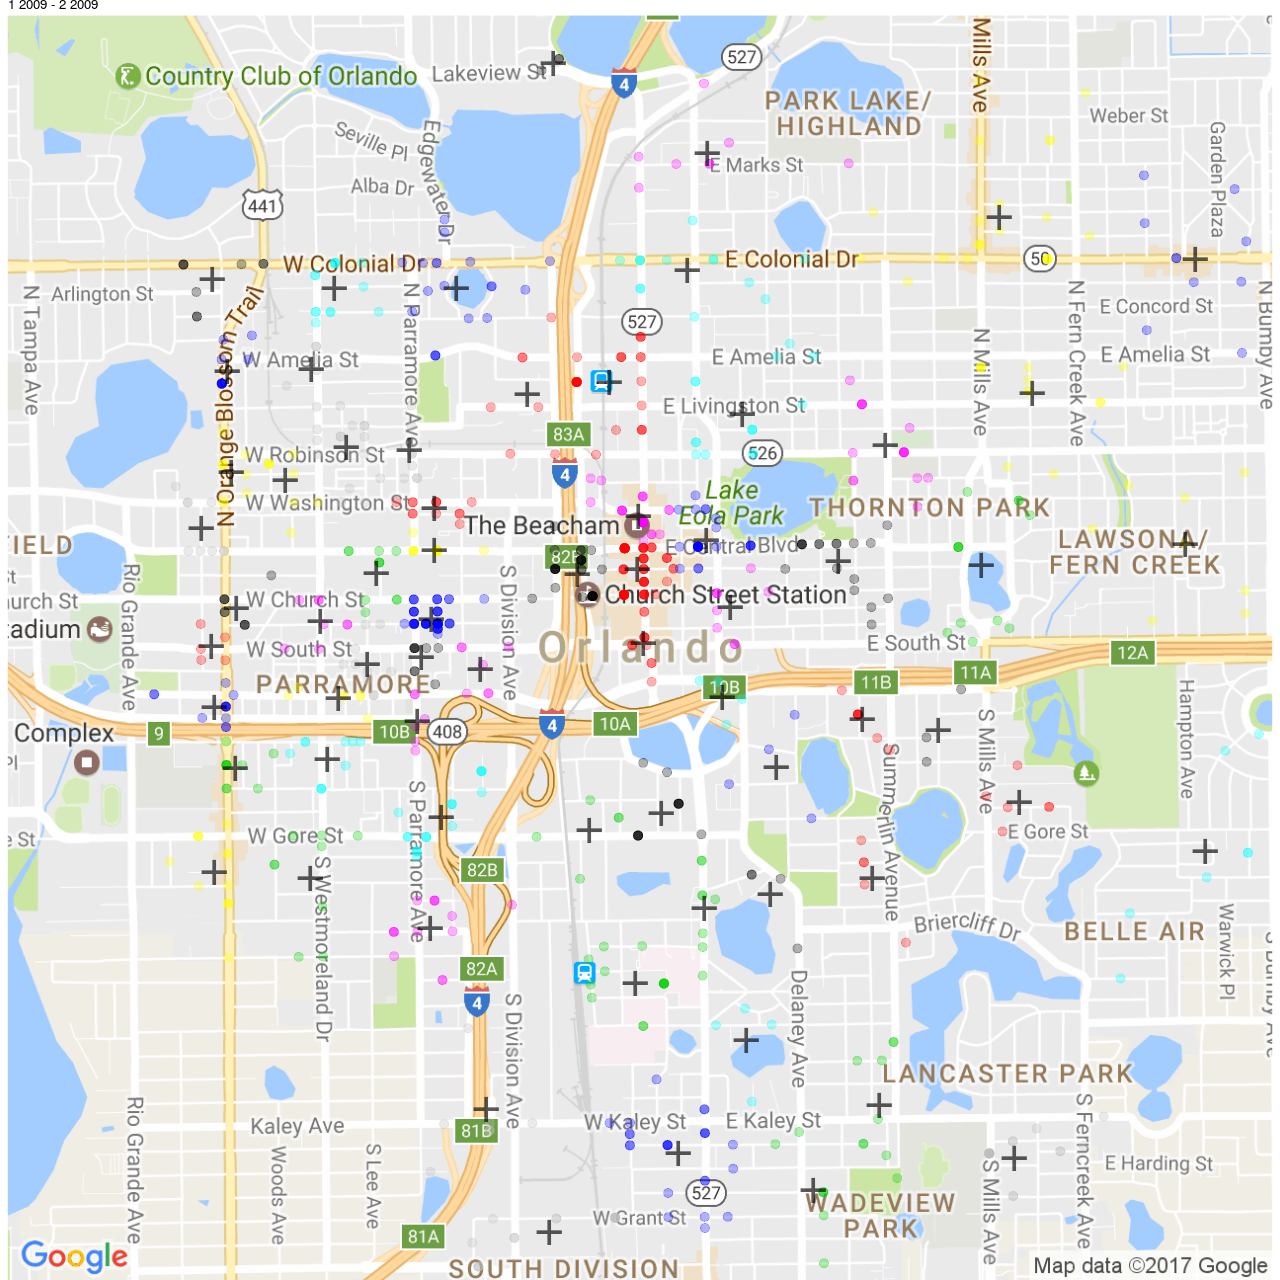 1 2009 - 2 2009
527
Mills Ave
Country Club of Orlando
Lakeview St
4
PARK LAKE/
HIGHLAND
Weber St
Seville Pl
Edgewater Dr
E Marks St
Garden Plaza
Alba Dr
441
W Colonial Dr
E Colonial Dr
50
Arlington St
N Tampa Ave
N Orange Blossom Trail
N Parramore Ave
527
E Concord St
N Fern Creek Ave
N Bumby Ave
W Amelia St
E Amelia St
E Amelia St
N Mills Ave
E Livingston St
83A
W Robinson St
526
4
W Washington St
Lake
Eola Park
THORNTON PARK
The Beacham
FIELD
E Central Blvd
LAWSONA/
FERN CREEK
82B
Rio Grande Ave
S Division Ave
W Church St
Church Street Station
tadium
W South St
Orlando
E South St
12A
PARRAMORE
10B
11B
11A
Complex
9
10B
408
4
10A
S Mills Ave
Hampton Ave
Summerlin Avenue
S Parramore Ave
W Gore St
E Gore St
e St
82B
S Westmoreland Dr
Briercliff Dr
BELLE AIR
Warwick Pl
S Bumby Ave
82A
4
S Division Ave
Delaney Ave
LANCASTER PARK
Rio Grande Ave
Kaley Ave
81B
W Kaley St
E Kaley St
S Ferncreek Ave
Woods Ave
S Lee Ave
S Mills Ave
E Harding St
527
WADEVIEW
PARK
W Grant St
81A
Google
SOUTH DIVISION
Map data ©2017 Google